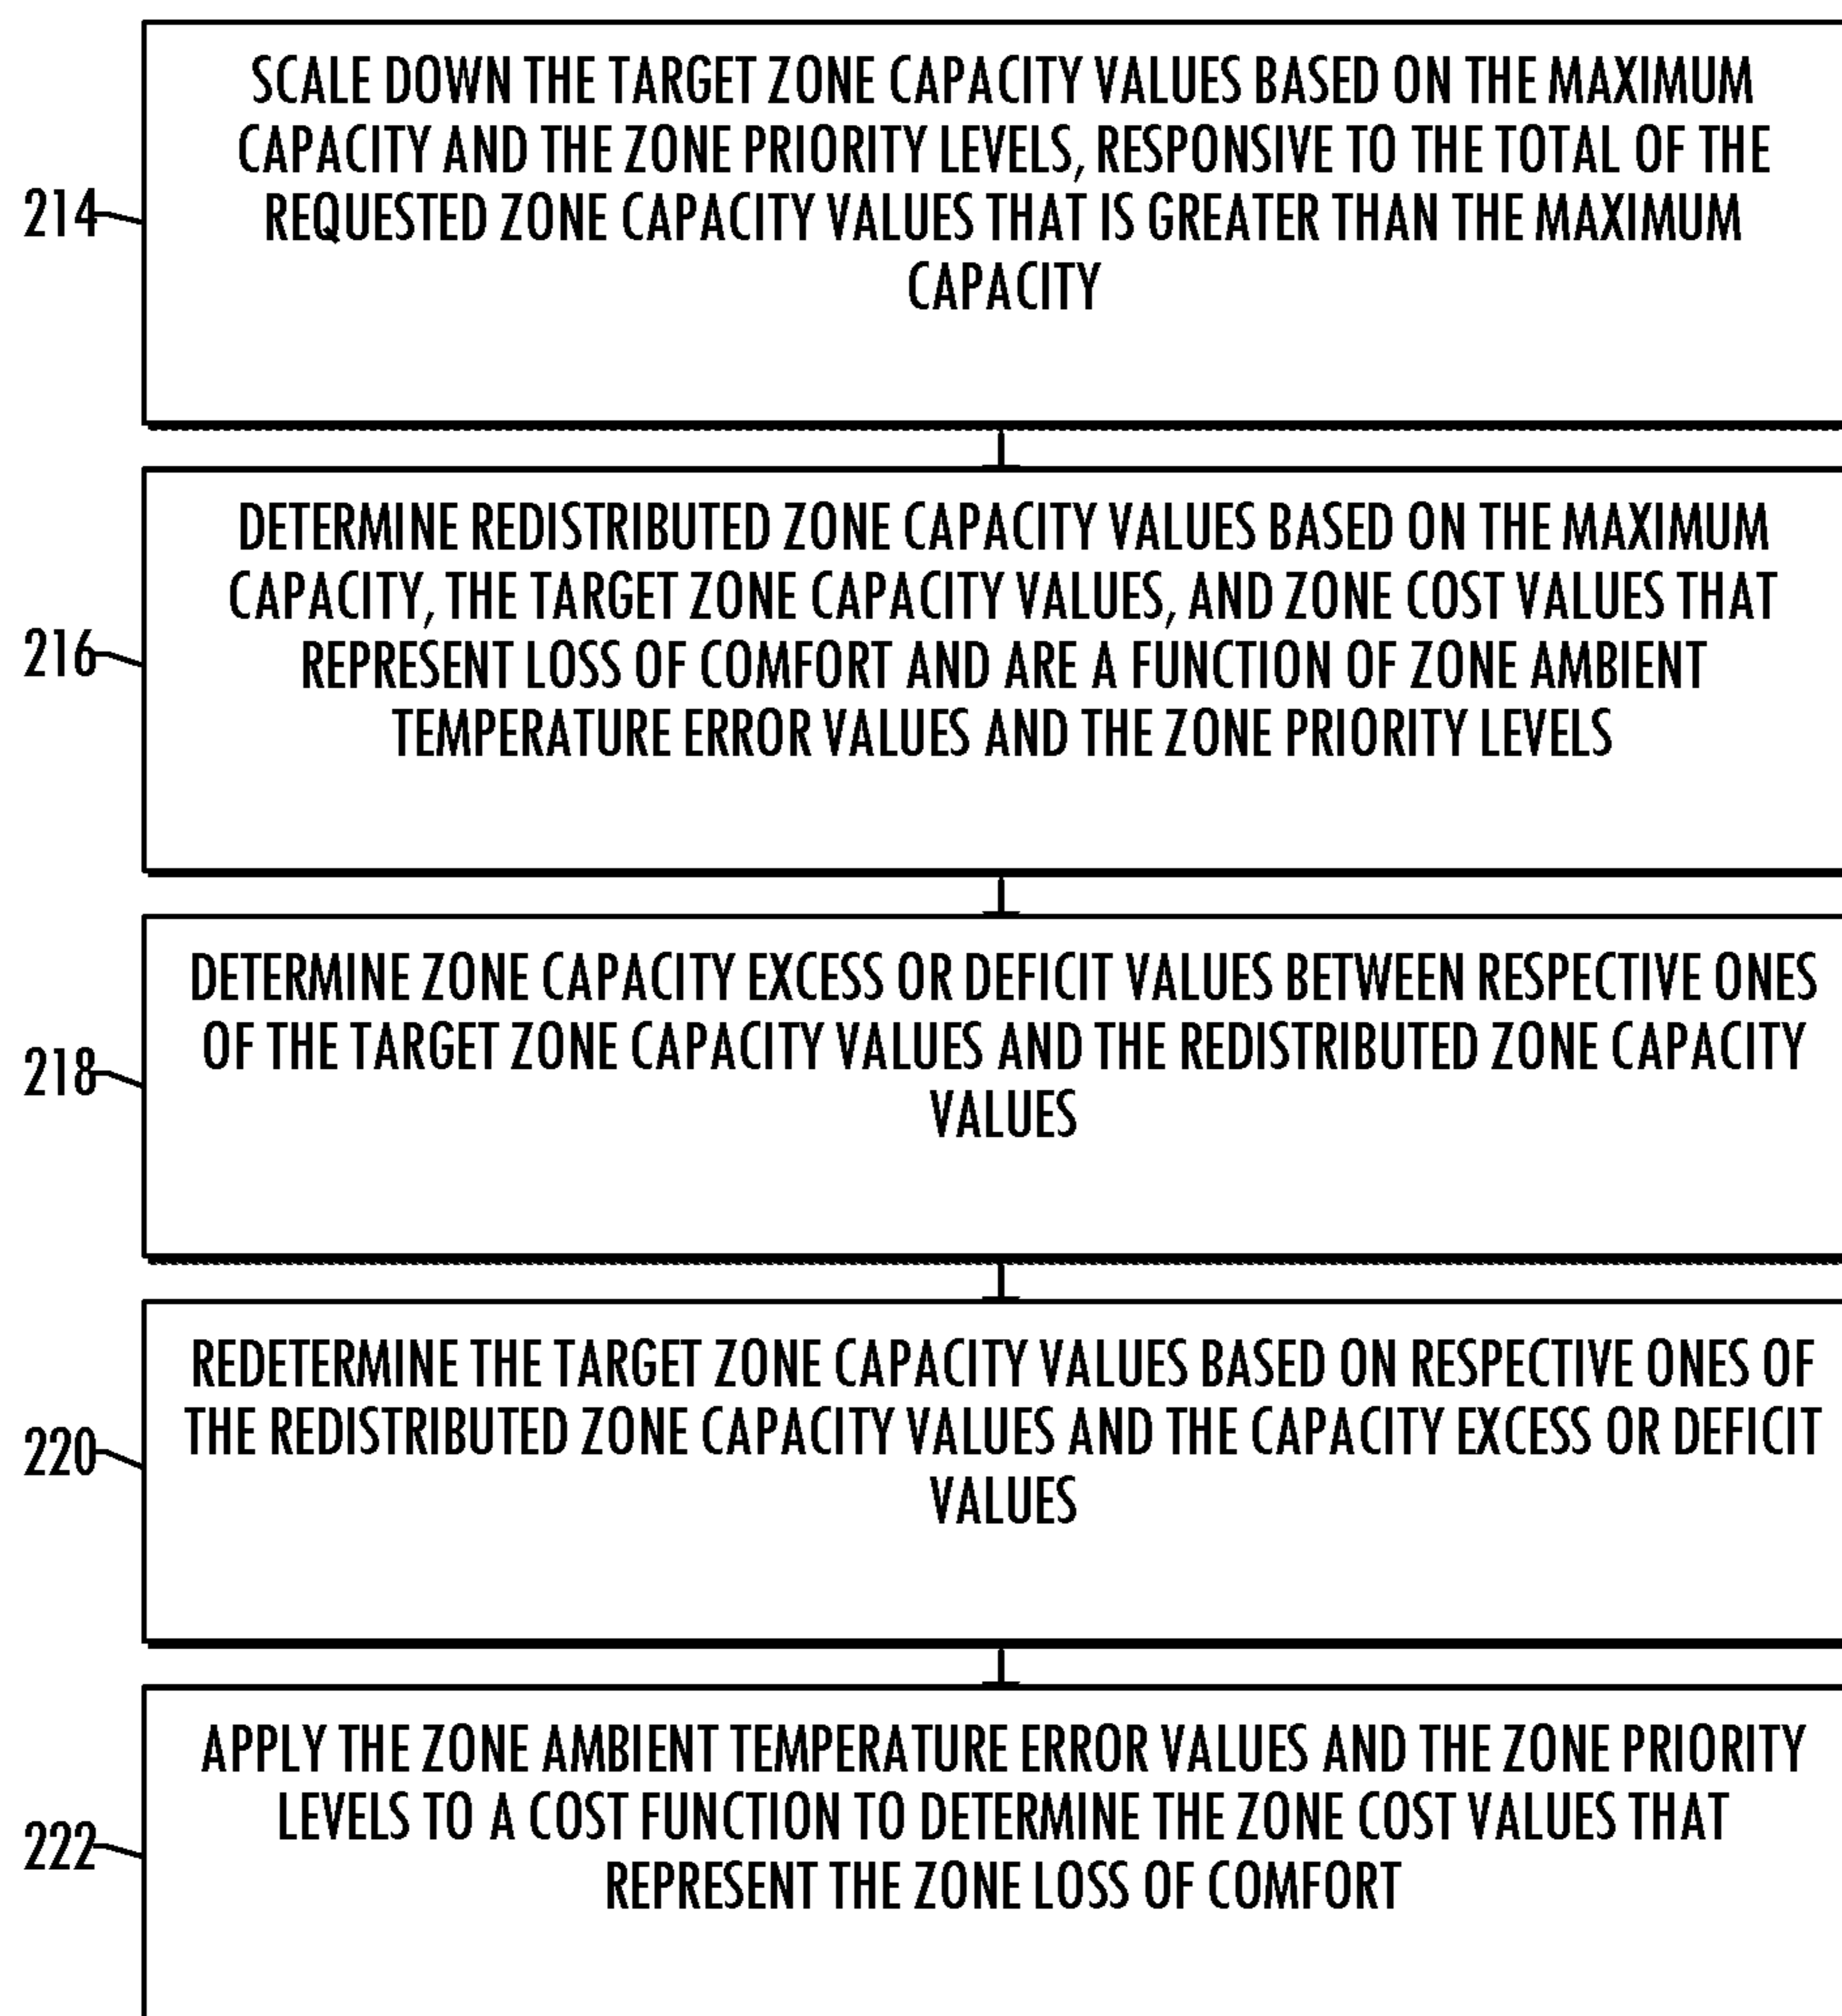 SCALE DOWN THE TARGET ZONE CAPACITY VALUES BASED ON THE MAXIMUM
CAPACITY AND THE ZONE PRIORITY LEVELS, RESPONSIVE TO THE TOTAL OF THE
REQUESTED ZONE CAPACITY VALUES THAT IS GREATER THAN THE MAXIMUM
CAPACITY
214
DETERMINE REDISTRIBUTED ZONE CAPACITY VALUES BASED ON THE MAXIMUM
CAPACITY, THE TARGET ZONE CAPACITY VALUES, AND ZONE COST VALUES THAT
REPRESENT LOSS OF COMFORT AND ARE A FUNCTION OF ZONE AMBIENT
TEMPERATURE ERROR VALUES AND THE ZONE PRIORITY LEVELS
216
DETERMINE ZONE CAPACITY EXCESS OR DEFICIT VALUES BETWEEN RESPECTIVE ONES
OF THE TARGET ZONE CAPACITY VALUES AND THE REDISTRIBUTED ZONE CAPACITY
VALUES
218
REDETERMINE THE TARGET ZONE CAPACITY VALUES BASED ON RESPECTIVE ONES OF
THE REDISTRIBUTED ZONE CAPACITY VALUES AND THE CAPACITY EXCESS OR DEFICIT
VALUES
220
APPLY THE ZONE AMBIENT TEMPERATURE ERROR VALUES AND THE ZONE PRIORITY
LEVELS TO A COST FUNCTION TO DETERMINE THE ZONE COST VALUES THAT
REPRESENT THE ZONE LOSS OF COMFORT
222